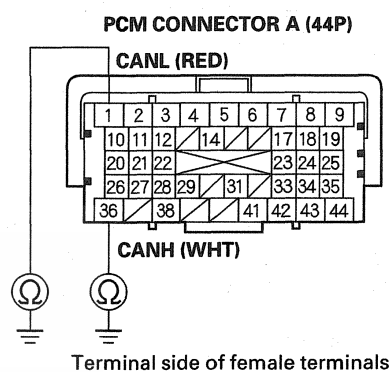 PCM CONNECTOR A (44P)
CANL (RED)
1 2 3 4 5 6 7 8 9
10 11 12 14 17 18 19
20 21 22 23 24 25
26 27 28 29 31 33 34 35
36 38 41 42 43 44
CANH (WHT)
Ω Ω
Terminal side of female terminals